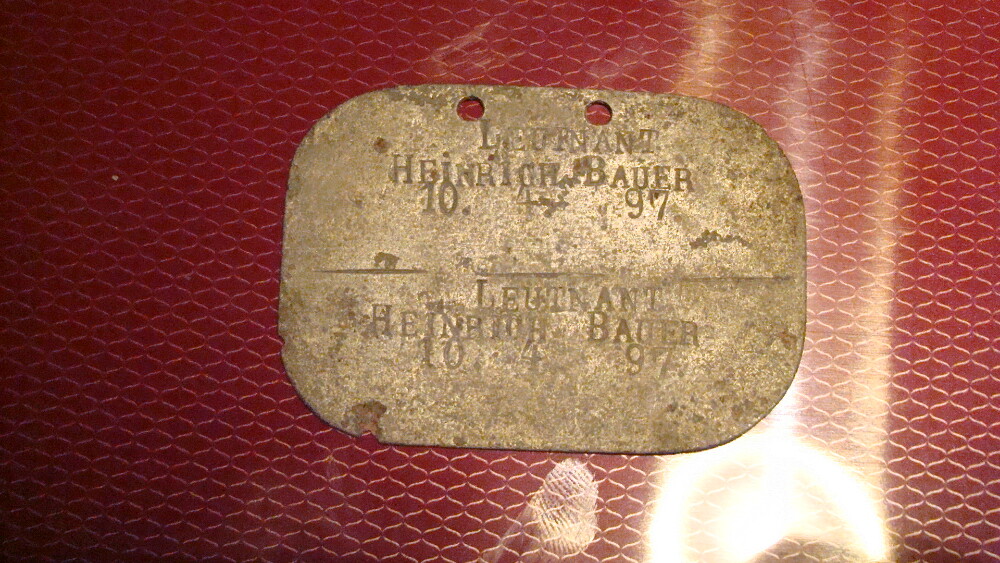 LEUTNANT
HEINRICH BAUER
10. 4. 97
LEUTNANT
HEINRICH BAUER
10. 4. 97